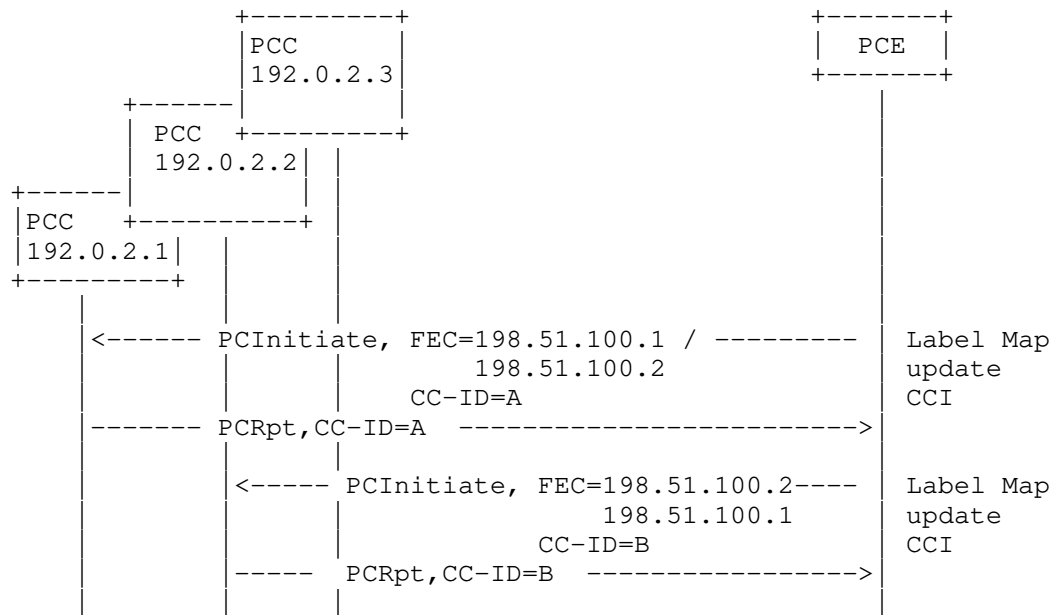 PCC
PCE
192.0.2.3
PCC
192.0.2.2
PCC
192.0.2.1
<------ PCInitiate, FEC=198.51.100.1 / --------- Label Map
198.51.100.2 update
CC-ID=A CCI
------- PCRpt,CC-ID=A ------------------------->
<----- PCInitiate, FEC=198.51.100.2---- Label Map
198.51.100.1 update
CC-ID=B CCI
----- PCRpt,CC-ID=B ----------------->